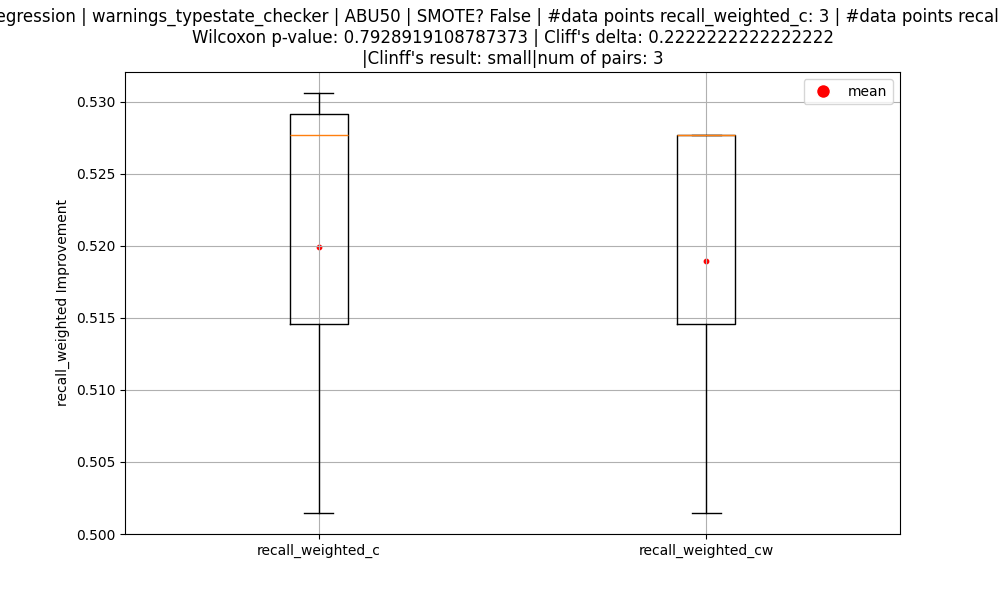 egression | warnings_typestate_checker | ABU50 | SMOTE? False | #data points recall_weighted_c: 3 | #data points recal
Wilcoxon p-value: 0.7928919108787373 | Cliff's delta: 0.2222222222222222
|Clinff's result: small|num of pairs: 3
mean
0.530
0.525
0.520
0.515
0.510
0.505
0.500
recall_weighted Improvement
recall_weighted_c
recall_weighted_cw